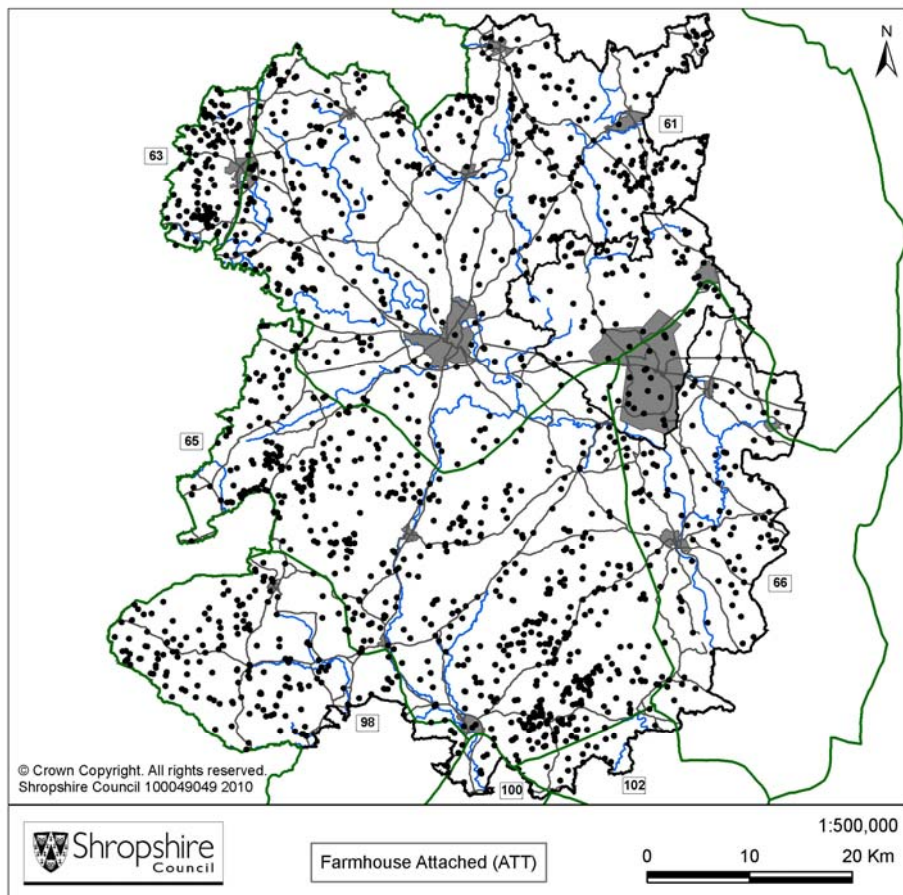 N
61
63
65
66
98
100
102
© Crown Copyright. All rights reserved.
Shropshire Council 100049049 2010
Shropshire
Council
Farmhouse Attached (ATT)
1:500,000
0 10 20 Km